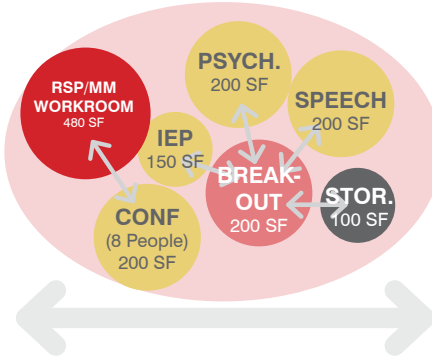 RSP/MM
WORKROOM
480 SF
PSYCH.
200 SF
SPEECH
200 SF
IEP
150 SF
BREAK-
OUT
200 SF
STOR.
100 SF
CONF
(8 People)
200 SF